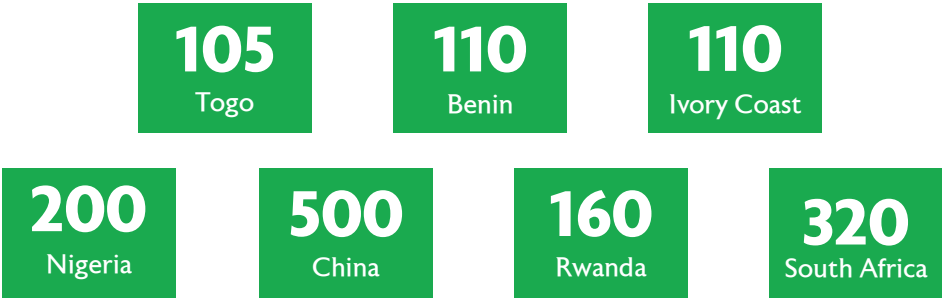 105
Togo
110
Benin
110
Ivory Coast
200
Nigeria
500
China
160
Rwanda
320
South Africa